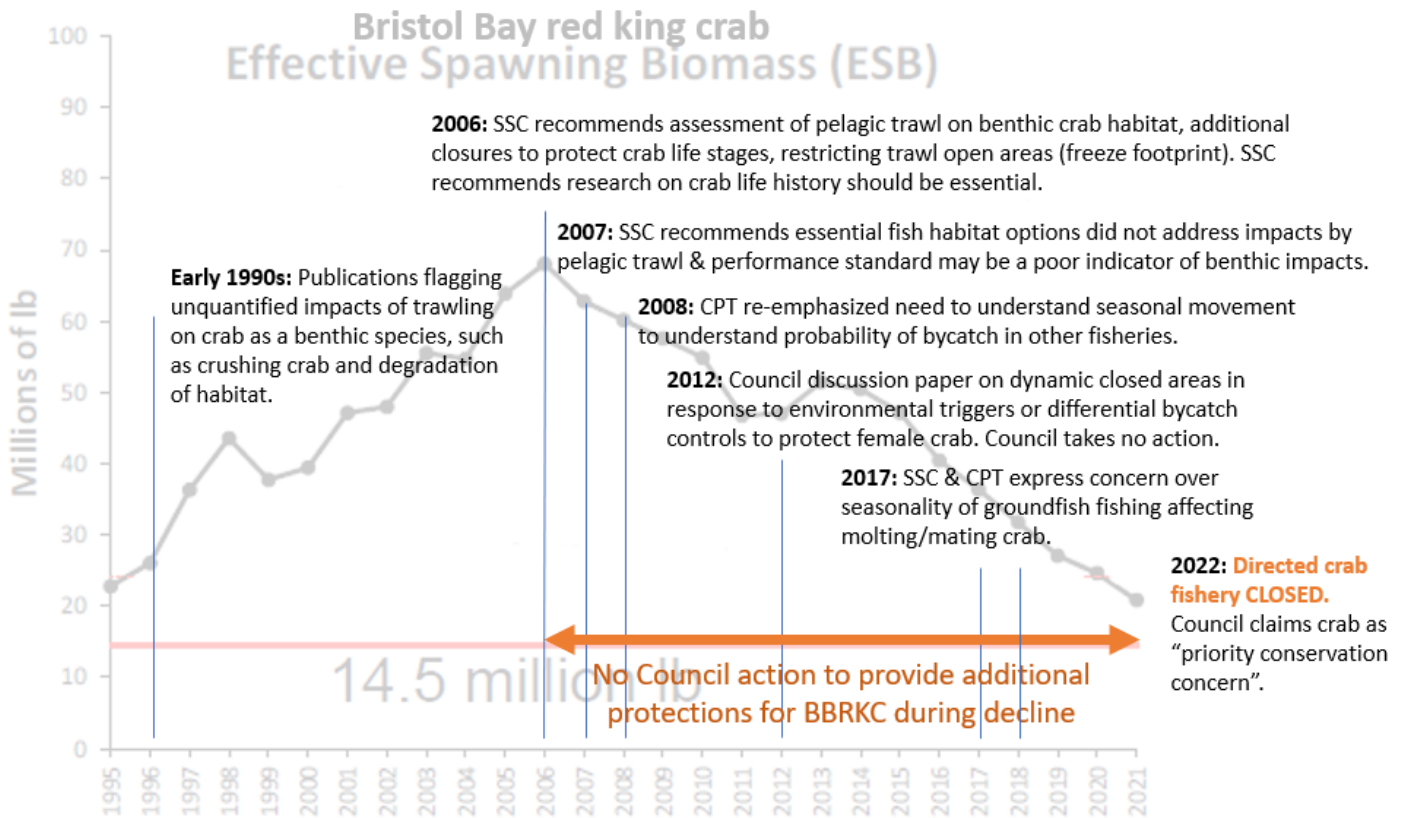 Bristol Bay red king crab
Effective Spawning Biomass (ESB)
100
90
80
70
60
50
40
30
20
10
0
Millions of lb
2006: SSC recommends assessment of pelagic trawl on benthic crab habitat, additional
closures to protect crab life stages, restricting trawl open areas (freeze footprint). SSC
recommends research on crab life history should be essential.
2007: SSC recommends essential fish habitat options did not address impacts by
pelagic trawl & performance standard may be a poor indicator of benthic impacts.
Early 1990s: Publications flagging
unquantified impacts of trawling
on crab as a benthic species, such
as crushing crab and degradation
of habitat.
2008: CPT re-emphasized need to understand seasonal movement
to understand probability of bycatch in other fisheries.
2012: Council discussion paper on dynamic closed areas in
response to environmental triggers or differential bycatch
controls to protect female crab. Council takes no action.
2017: SSC & CPT express concern over
seasonality of groundfish fishing affecting
molting/mating crab.
2022: Directed crab
fishery CLOSED.
Council claims crab as
“priority conservation
concern”.
14.5 million lb
No Council action to provide additional
protections for BBRKC during decline
1995
1996
1997
1998
1999
2000
2001
2002
2003
2004
2005
2006
2007
2008
2009
2010
2011
2012
2013
2014
2015
2016
2017
2018
2019
2020
2021